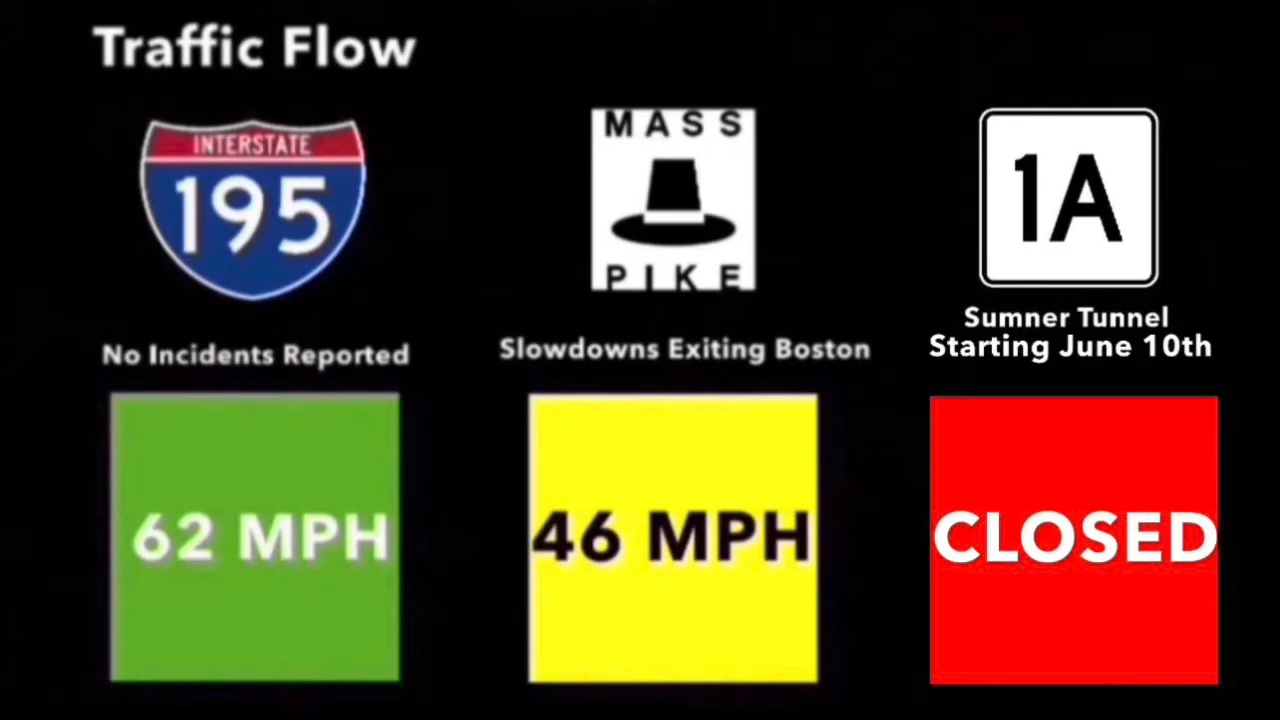 Traffic Flow
INTERSTATE
195
No Incidents Reported
62 MPH
MASS
PIKE
Slowdowns Exiting Boston
46 MPH
1A
Sumner Tunnel
Starting June 10th
CLOSED